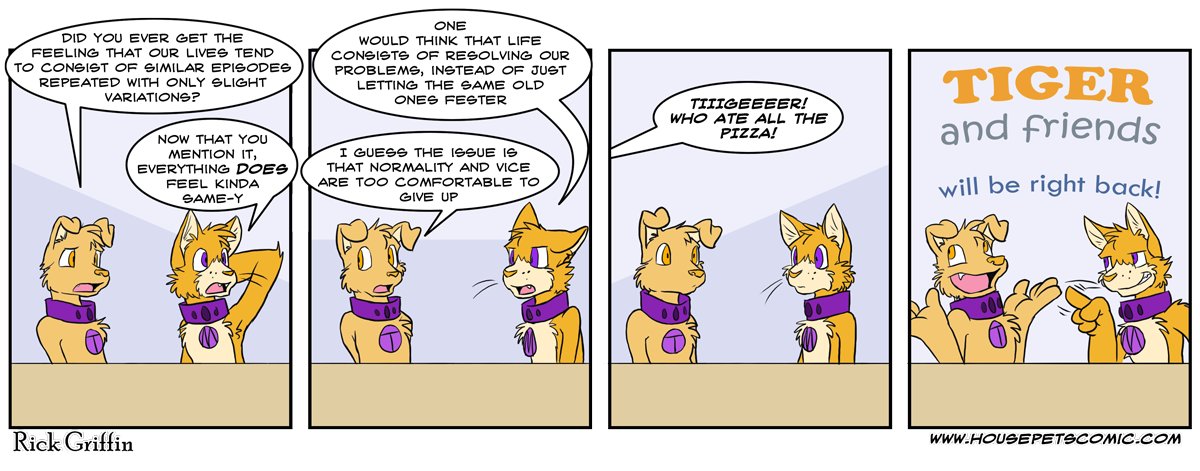 DID YOU EVER GET THE
FEELING THAT OUR LIVES TEND
TO CONSIST OF SIMILAR EPISODES
REPEATED WITH ONLY SLIGHT
VARIATIONS?
NOW THAT YOU
MENTION IT,
EVERYTHING DOES
FEEL KINDA
SAME-Y
ONE
WOULD THINK THAT LIFE
CONSISTS OF RESOLVING OUR
PROBLEMS, INSTEAD OF JUST
LETTING THE SAME OLD
ONES FESTER
I GUESS THE ISSUE IS
THAT NORMALITY AND VICE
ARE TOO COMFORTABLE TO
GIVE UP
TIIIGEEEER!
WHO ATE ALL THE
PIZZA!
TIGER
and friends
will be right back!
T
M
T
M
T
M
T
M
Rick Griffin
WWW.HOUSEPETSCOMIC.COM